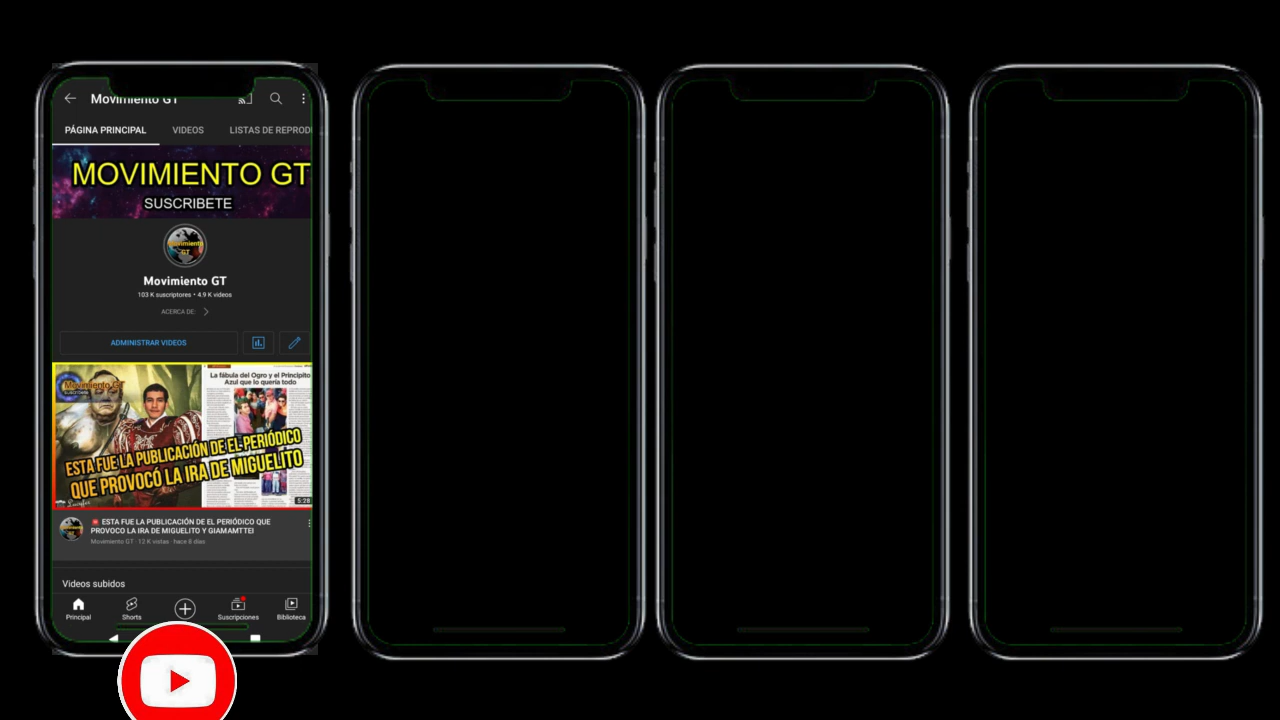 Movimiento GT
PÁGINA PRINCIPAL VIDEOS LISTAS DE REPROD
MOVIMIENTO GT
SUSCRIBETE
Movimiento
GT
Movimiento GT
103 K suscriptores • 4.9 K videos
ACERCA DE:
ADMINISTRAR VIDEOS
Movimiento GT
La fábula del Ogro y el Principito
Azul que lo quería todo
ESTA FUE LA PUBLICACIÓN DE EL PERIÓDICO
QUE PROVOCÓ LA IRA DE MIGUELITO
5:28
ESTA FUE LA PUBLICACIÓN DE EL PERIÓDICO QUE
PROVOCO LA IRA DE MIGUELITO Y GIAMAMTTEI
Movimiento GT · 12 K vistas · hace 8 días
Videos subidos
Principal Shorts Suscripciones Biblioteca